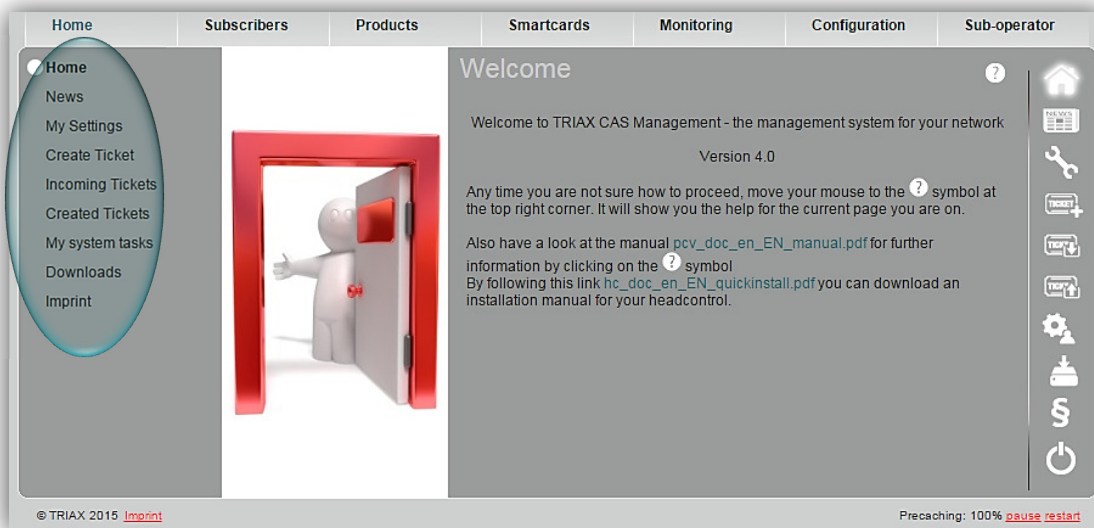 Home Subscribers Products Smartcards Monitoring Configuration Sub-operator
Home
News
My Settings
Create Ticket
Incoming Tickets
Created Tickets
My system tasks
Downloads
Imprint
Welcome
?
Welcome to TRIAX CAS Management - the management system for your network
Version 4.0
Any time you are not sure how to proceed, move your mouse to the ? symbol at
the top right corner. It will show you the help for the current page you are on.
Also have a look at the manual pcv_doc_en_EN_manual.pdf for further
information by clicking on the ? symbol
By following this link hc_doc_en_EN_quickinstall.pdf you can download an
installation manual for your headcontrol.
NEWS
TICKET
TICKET
TICKET
§
© TRIAX 2015 Imprint
Precaching: 100% pause restart